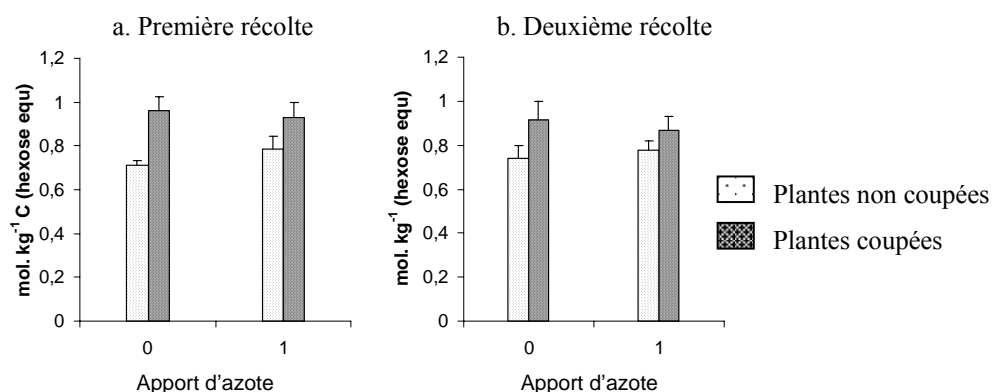 a. Première récolte
1,2
1
0,8
0,6
0,4
0,2
0
mol. kg⁻¹ C (hexose equ)
0 1
Apport d'azote
b. Deuxième récolte
1,2
1
0,8
0,6
0,4
0,2
0
mol. kg⁻¹ (hexose equ)
0 1
Apport d'azote
Plantes non coupées
Plantes coupées